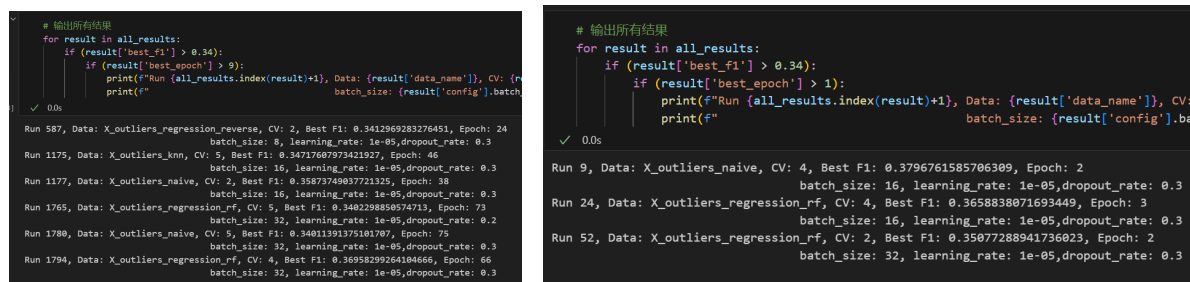 # 输出所有结果
for result in all_results:
if (result['best_f1'] > 0.34):
if (result['best_epoch'] > 9):
print(f"Run {all_results.index(result)+1}, Data: {result['data_name']}, CV: {r
print(f" batch_size: {result['config'].batch_
0.0s
Run 587, Data: X_outliers_regression_reverse, CV: 2, Best F1: 0.3412969283276451, Epoch: 24
batch_size: 8, learning_rate: 1e-05,dropout_rate: 0.3
Run 1175, Data: X_outliers_knn, CV: 5, Best F1: 0.34717607973421927, Epoch: 46
batch_size: 16, learning_rate: 1e-05,dropout_rate: 0.3
Run 1177, Data: X_outliers_naive, CV: 2, Best F1: 0.35873749037721325, Epoch: 38
batch_size: 16, learning_rate: 1e-05,dropout_rate: 0.3
Run 1765, Data: X_outliers_regression_rf, CV: 5, Best F1: 0.3402298850574713, Epoch: 73
batch_size: 32, learning_rate: 1e-05,dropout_rate: 0.2
Run 1780, Data: X_outliers_naive, CV: 5, Best F1: 0.34011391375101707, Epoch: 75
batch_size: 32, learning_rate: 1e-05,dropout_rate: 0.3
Run 1794, Data: X_outliers_regression_rf, CV: 4, Best F1: 0.36958299264104666, Epoch: 66
batch_size: 32, learning_rate: 1e-05,dropout_rate: 0.3
# 输出所有结果
for result in all_results:
if (result['best_f1'] > 0.34):
if (result['best_epoch'] > 1):
print(f"Run {all_results.index(result)+1}, Data: {result['data_name']}, CV:
print(f" batch_size: {result['config'].ba
0.0s
Run 9, Data: X_outliers_naive, CV: 4, Best F1: 0.3796761585706309, Epoch: 2
batch_size: 16, learning_rate: 1e-05,dropout_rate: 0.3
Run 24, Data: X_outliers_regression_rf, CV: 4, Best F1: 0.3658838071693449, Epoch: 3
batch_size: 16, learning_rate: 1e-05,dropout_rate: 0.3
Run 52, Data: X_outliers_regression_rf, CV: 2, Best F1: 0.35077288941736023, Epoch: 2
batch_size: 32, learning_rate: 1e-05,dropout_rate: 0.3